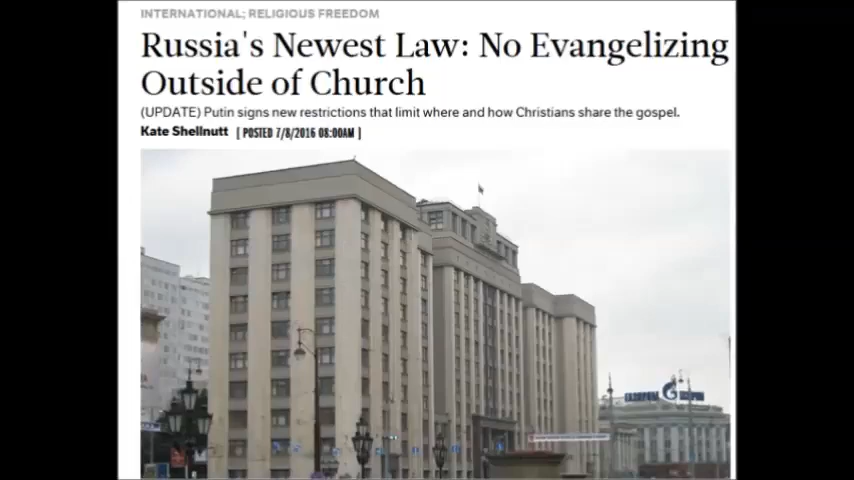 INTERNATIONAL; RELIGIOUS FREEDOM
Russia's Newest Law: No Evangelizing
Outside of Church
(UPDATE) Putin signs new restrictions that limit where and how Christians share the gospel.
Kate Shellnutt [ POSTED 7/8/2016 08:00AM ]